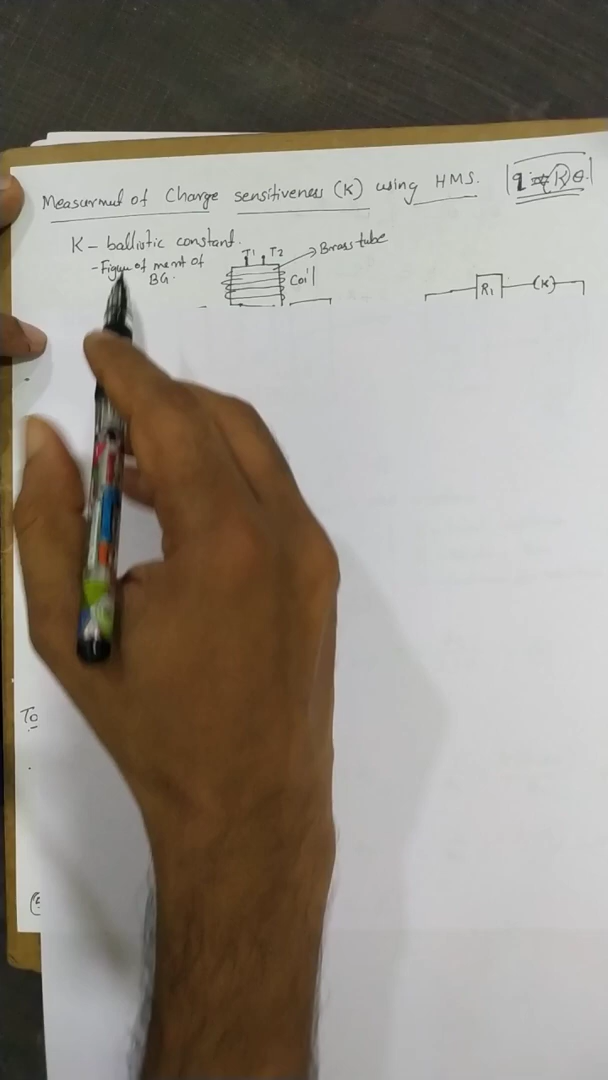 Measurmut of Charge sensitiveness (K) using HMS.
K - ballistic constant.
- Figure of merit of
BG.
T1 T2
Brass tube
Coil
R1
(K)
To